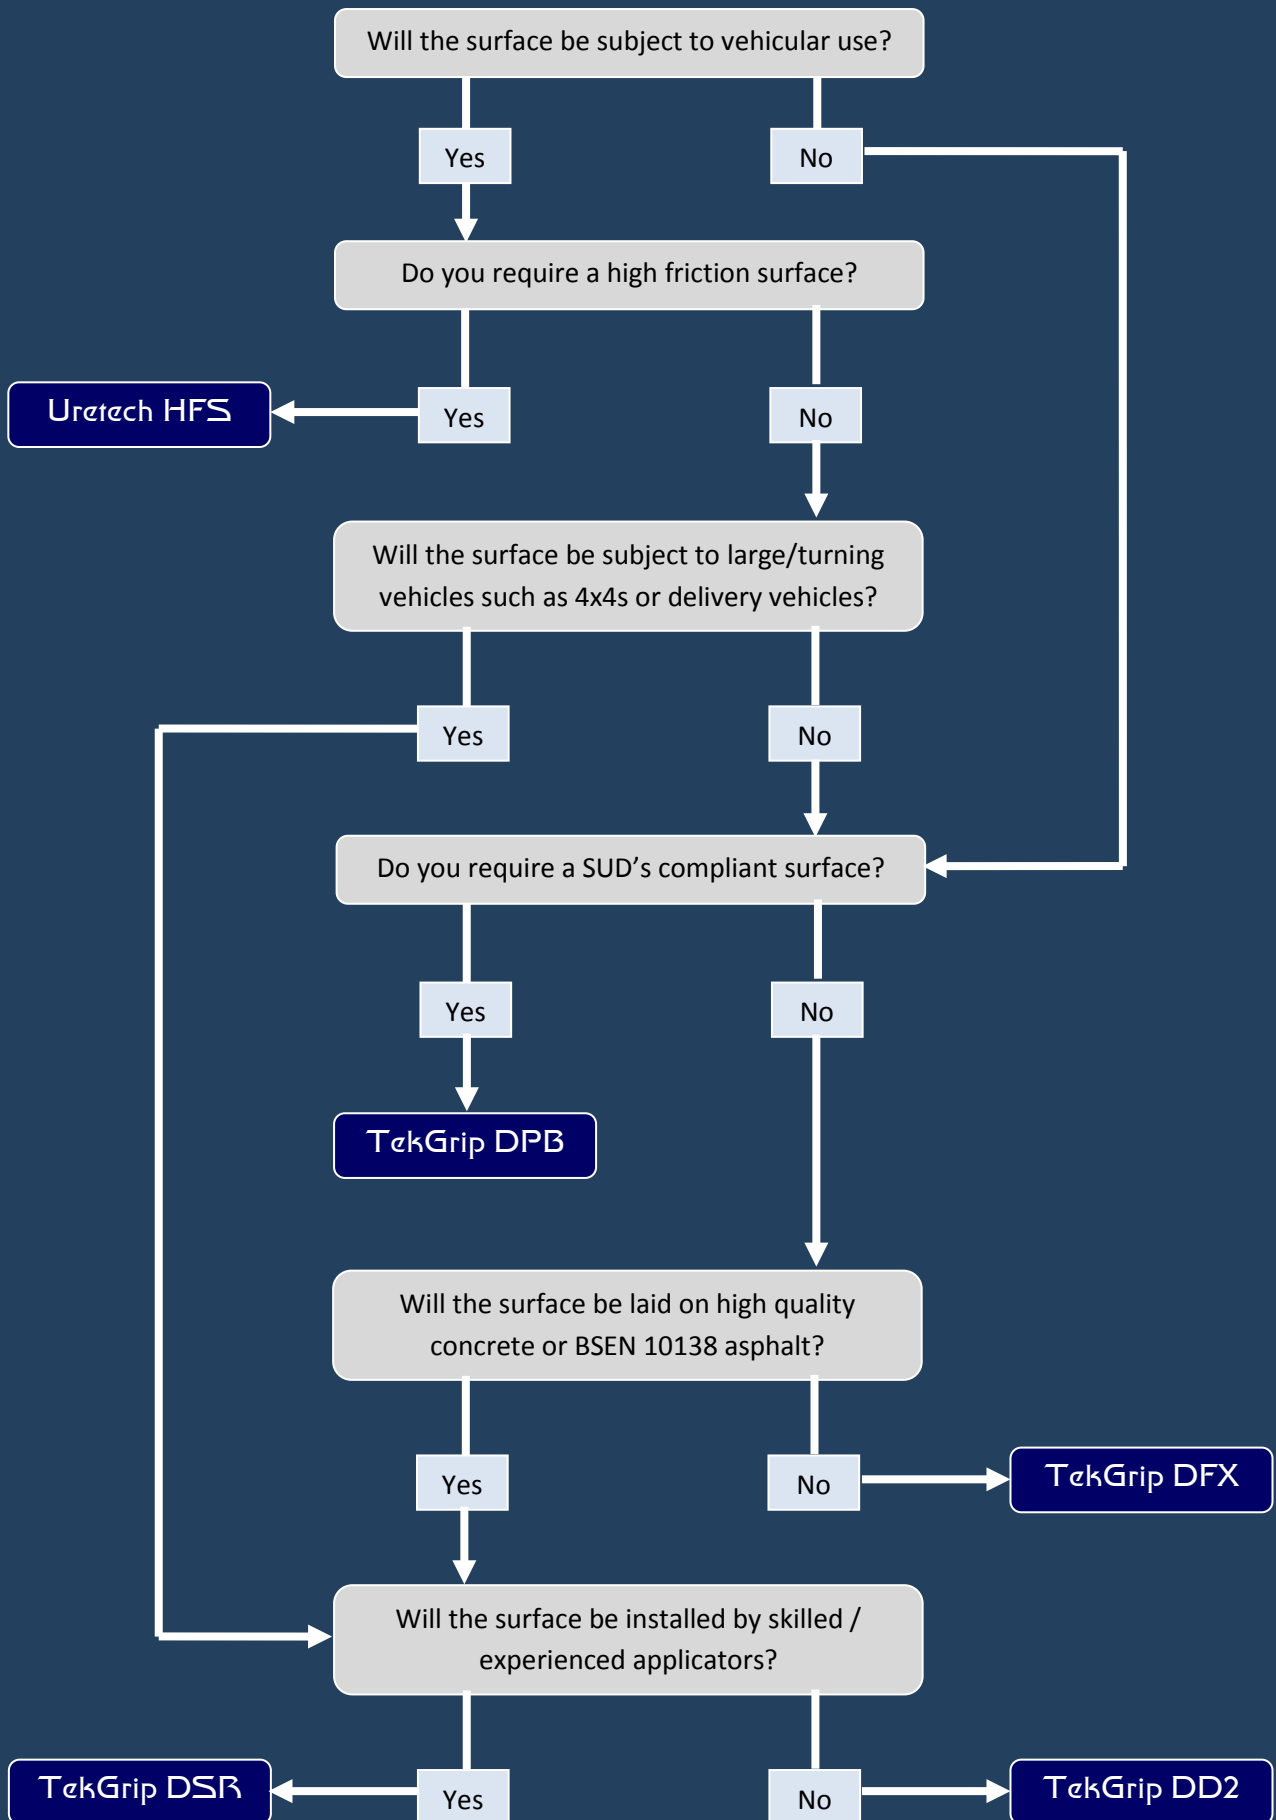 Will the surface be subject to vehicular use?
Yes
No
Do you require a high friction surface?
Uretech HFS
Yes
No
Will the surface be subject to large/turning
vehicles such as 4x4s or delivery vehicles?
Yes
No
Do you require a SUD’s compliant surface?
Yes
No
TekGrip DPB
Will the surface be laid on high quality
concrete or BSEN 10138 asphalt?
Yes
No
TekGrip DFX
Will the surface be installed by skilled /
experienced applicators?
TekGrip DSR
Yes
No
TekGrip DD2